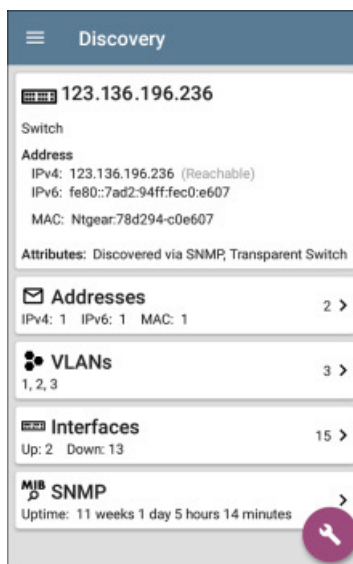 Discovery
123.136.196.236
Switch
Address
IPv4: 123.136.196.236 (Reachable)
IPv6: fe80::7ad2:94ff:fec0:e607
MAC: Ntgear:78d294-c0e607
Attributes: Discovered via SNMP, Transparent Switch
Addresses
2
IPv4: 1 IPv6: 1 MAC: 1
VLANs
3
1, 2, 3
Interfaces
15
Up: 2 Down: 13
MIB SNMP
Uptime: 11 weeks 1 day 5 hours 14 minutes